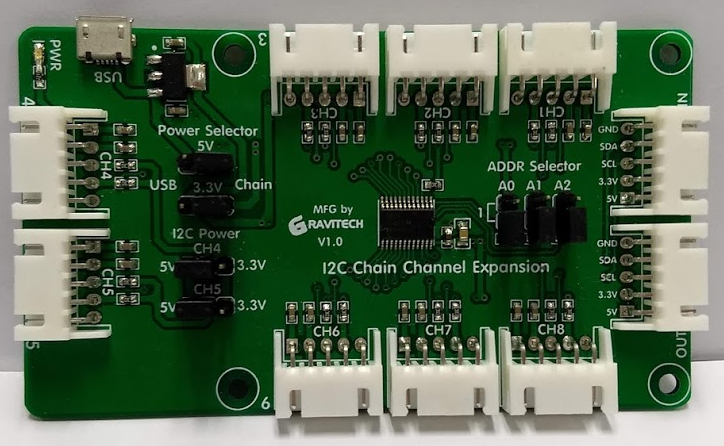 PWR
USB
3
CH3
CH2
CH1
IN
4
CH4
Power Selector
5V
USB
3.3V
Chain
I2C Power
CH4
5V
3.3V
CH5
5V
3.3V
MFG by
GRAVITECH
V1.0
ADDR Selector
A0 A1 A2
1
I2C Chain Channel Expansion
GND
SDA
SCL
3.3V
5V
GND
SDA
SCL
3.3V
5V
OUT
CH5
5
CH6
CH7
CH8
6